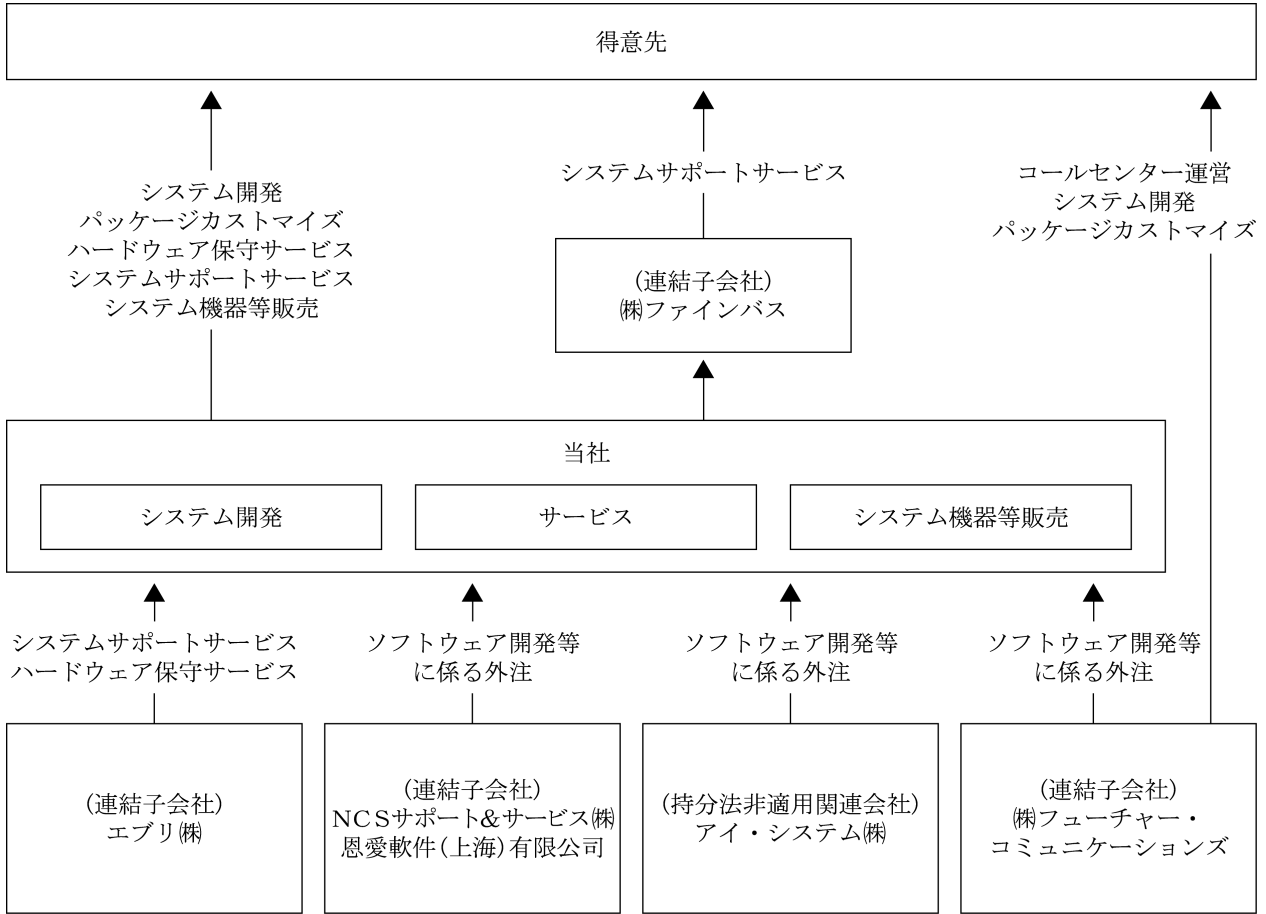 得意先
システム開発
パッケージカストマイズ
ハードウェア保守サービス
システムサポートサービス
システム機器等販売
システムサポートサービス
コールセンター運営
システム開発
パッケージカストマイズ
(連結子会社)
㈱ファインバス
当社
システム開発
サービス
システム機器等販売
システムサポートサービス
ハードウェア保守サービス
ソフトウェア開発等
に係る外注
ソフトウェア開発等
に係る外注
ソフトウェア開発等
に係る外注
(連結子会社)
エブリ㈱
(連結子会社)
NCSサポート&サービス㈱
恩愛軟件(上海)有限公司
(持分法非適用関連会社)
アイ・システム㈱
(連結子会社)
㈱フューチャー・
コミュニケーションズ